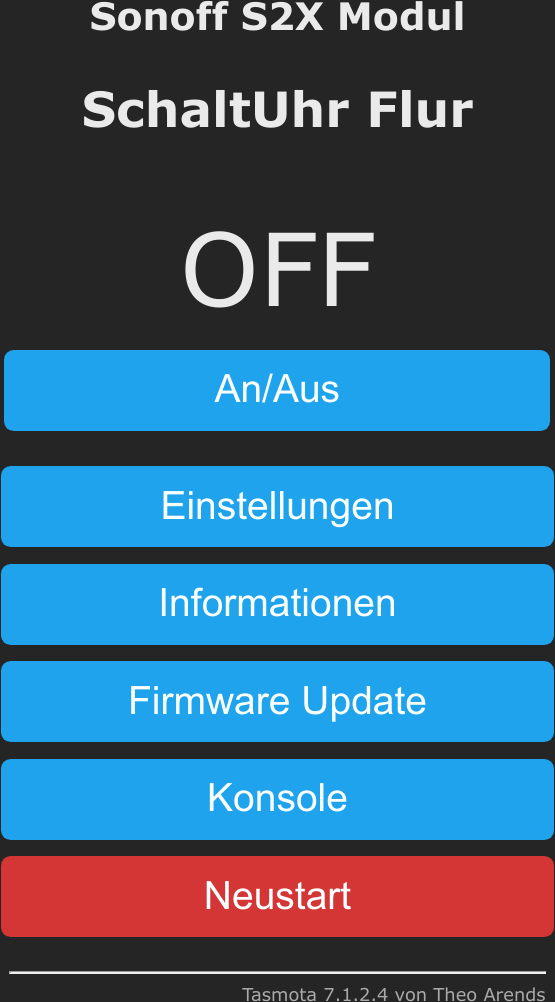 Sonoff S2X Modul
SchaltUhr Flur
OFF
An/Aus
Einstellungen
Informationen
Firmware Update
Konsole
Neustart
Tasmota 7.1.2.4 von Theo Arends